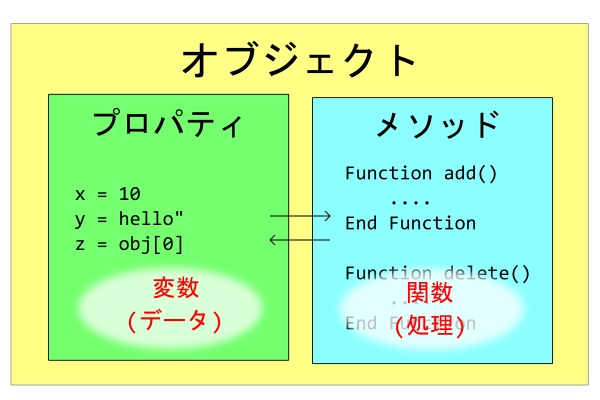 オブジェクト
プロパティ
x = 10
y = hello"
z = obj[0]
変数
(データ)
メソッド
Function add()
....
End Function
Function delete()
..
End Function
関数
(処理)